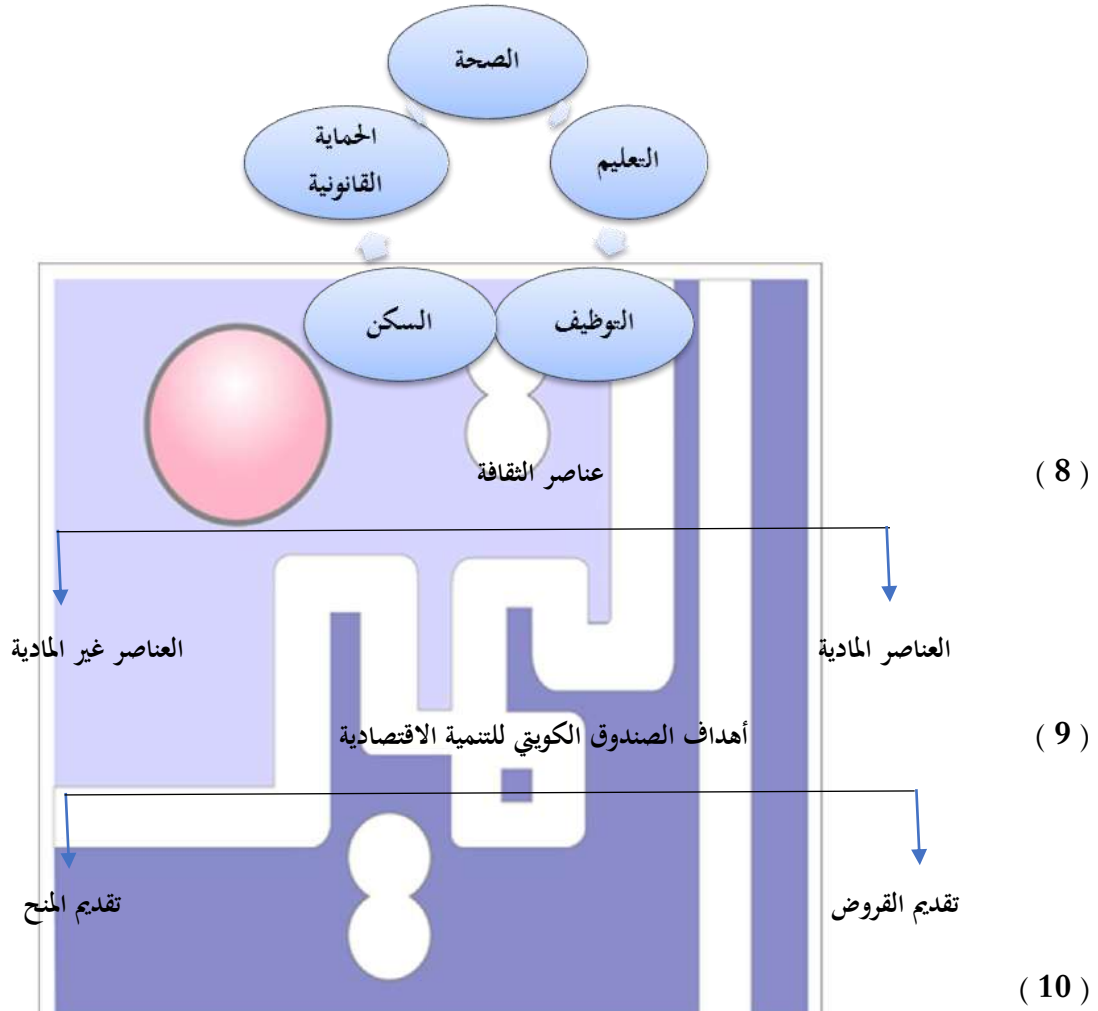 الصحة
التعليم
الحماية
القانونية
التوظيف
السكن
( 8 ) عناصر الثقافة
العناصر المادية
العناصر غير المادية
( 9 ) أهداف الصندوق الكويتي للتنمية الاقتصادية
تقديم القروض
تقديم المنح
( 10 )